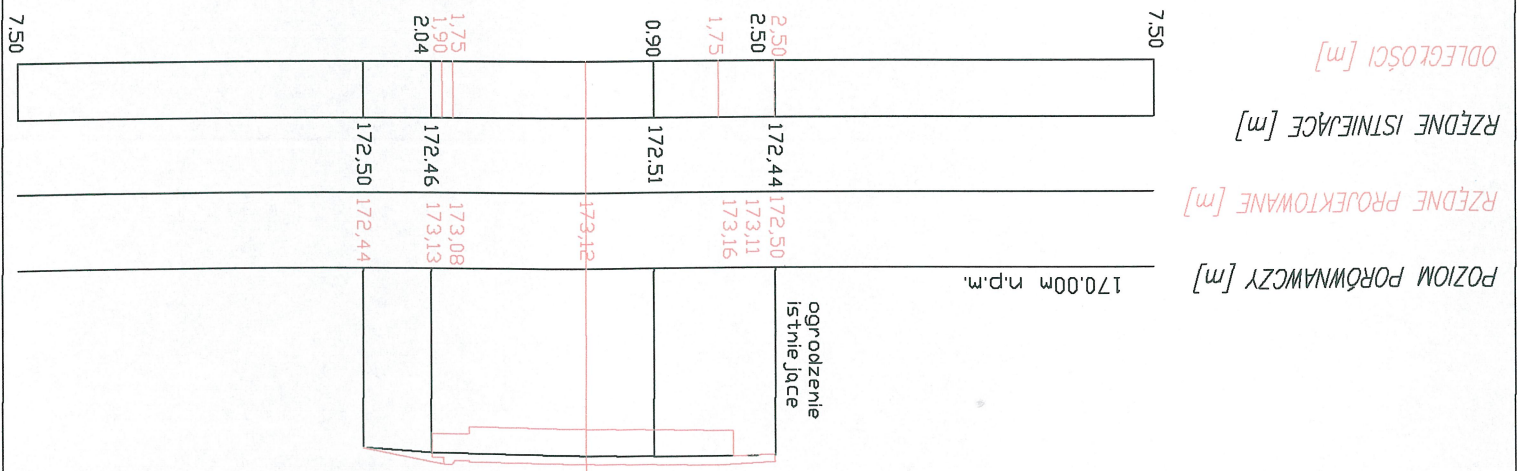 ODLEGŁOŚCI [m]
7.50
2,50
2.50
1,75
0.90
1,75
1,90
2.04
7.50
RZĘDNE ISTNIEJĄCE [m]
172,44
172.51
172.46
172,50
RZĘDNE PROJEKTOWANE [m]
172,50
173,11
173,16
173,12
173,08
173,13
172,44
POZIOM PORÓWNAWCZY [m]
170.00m n.p.m.
ogrodzenie
istniejące